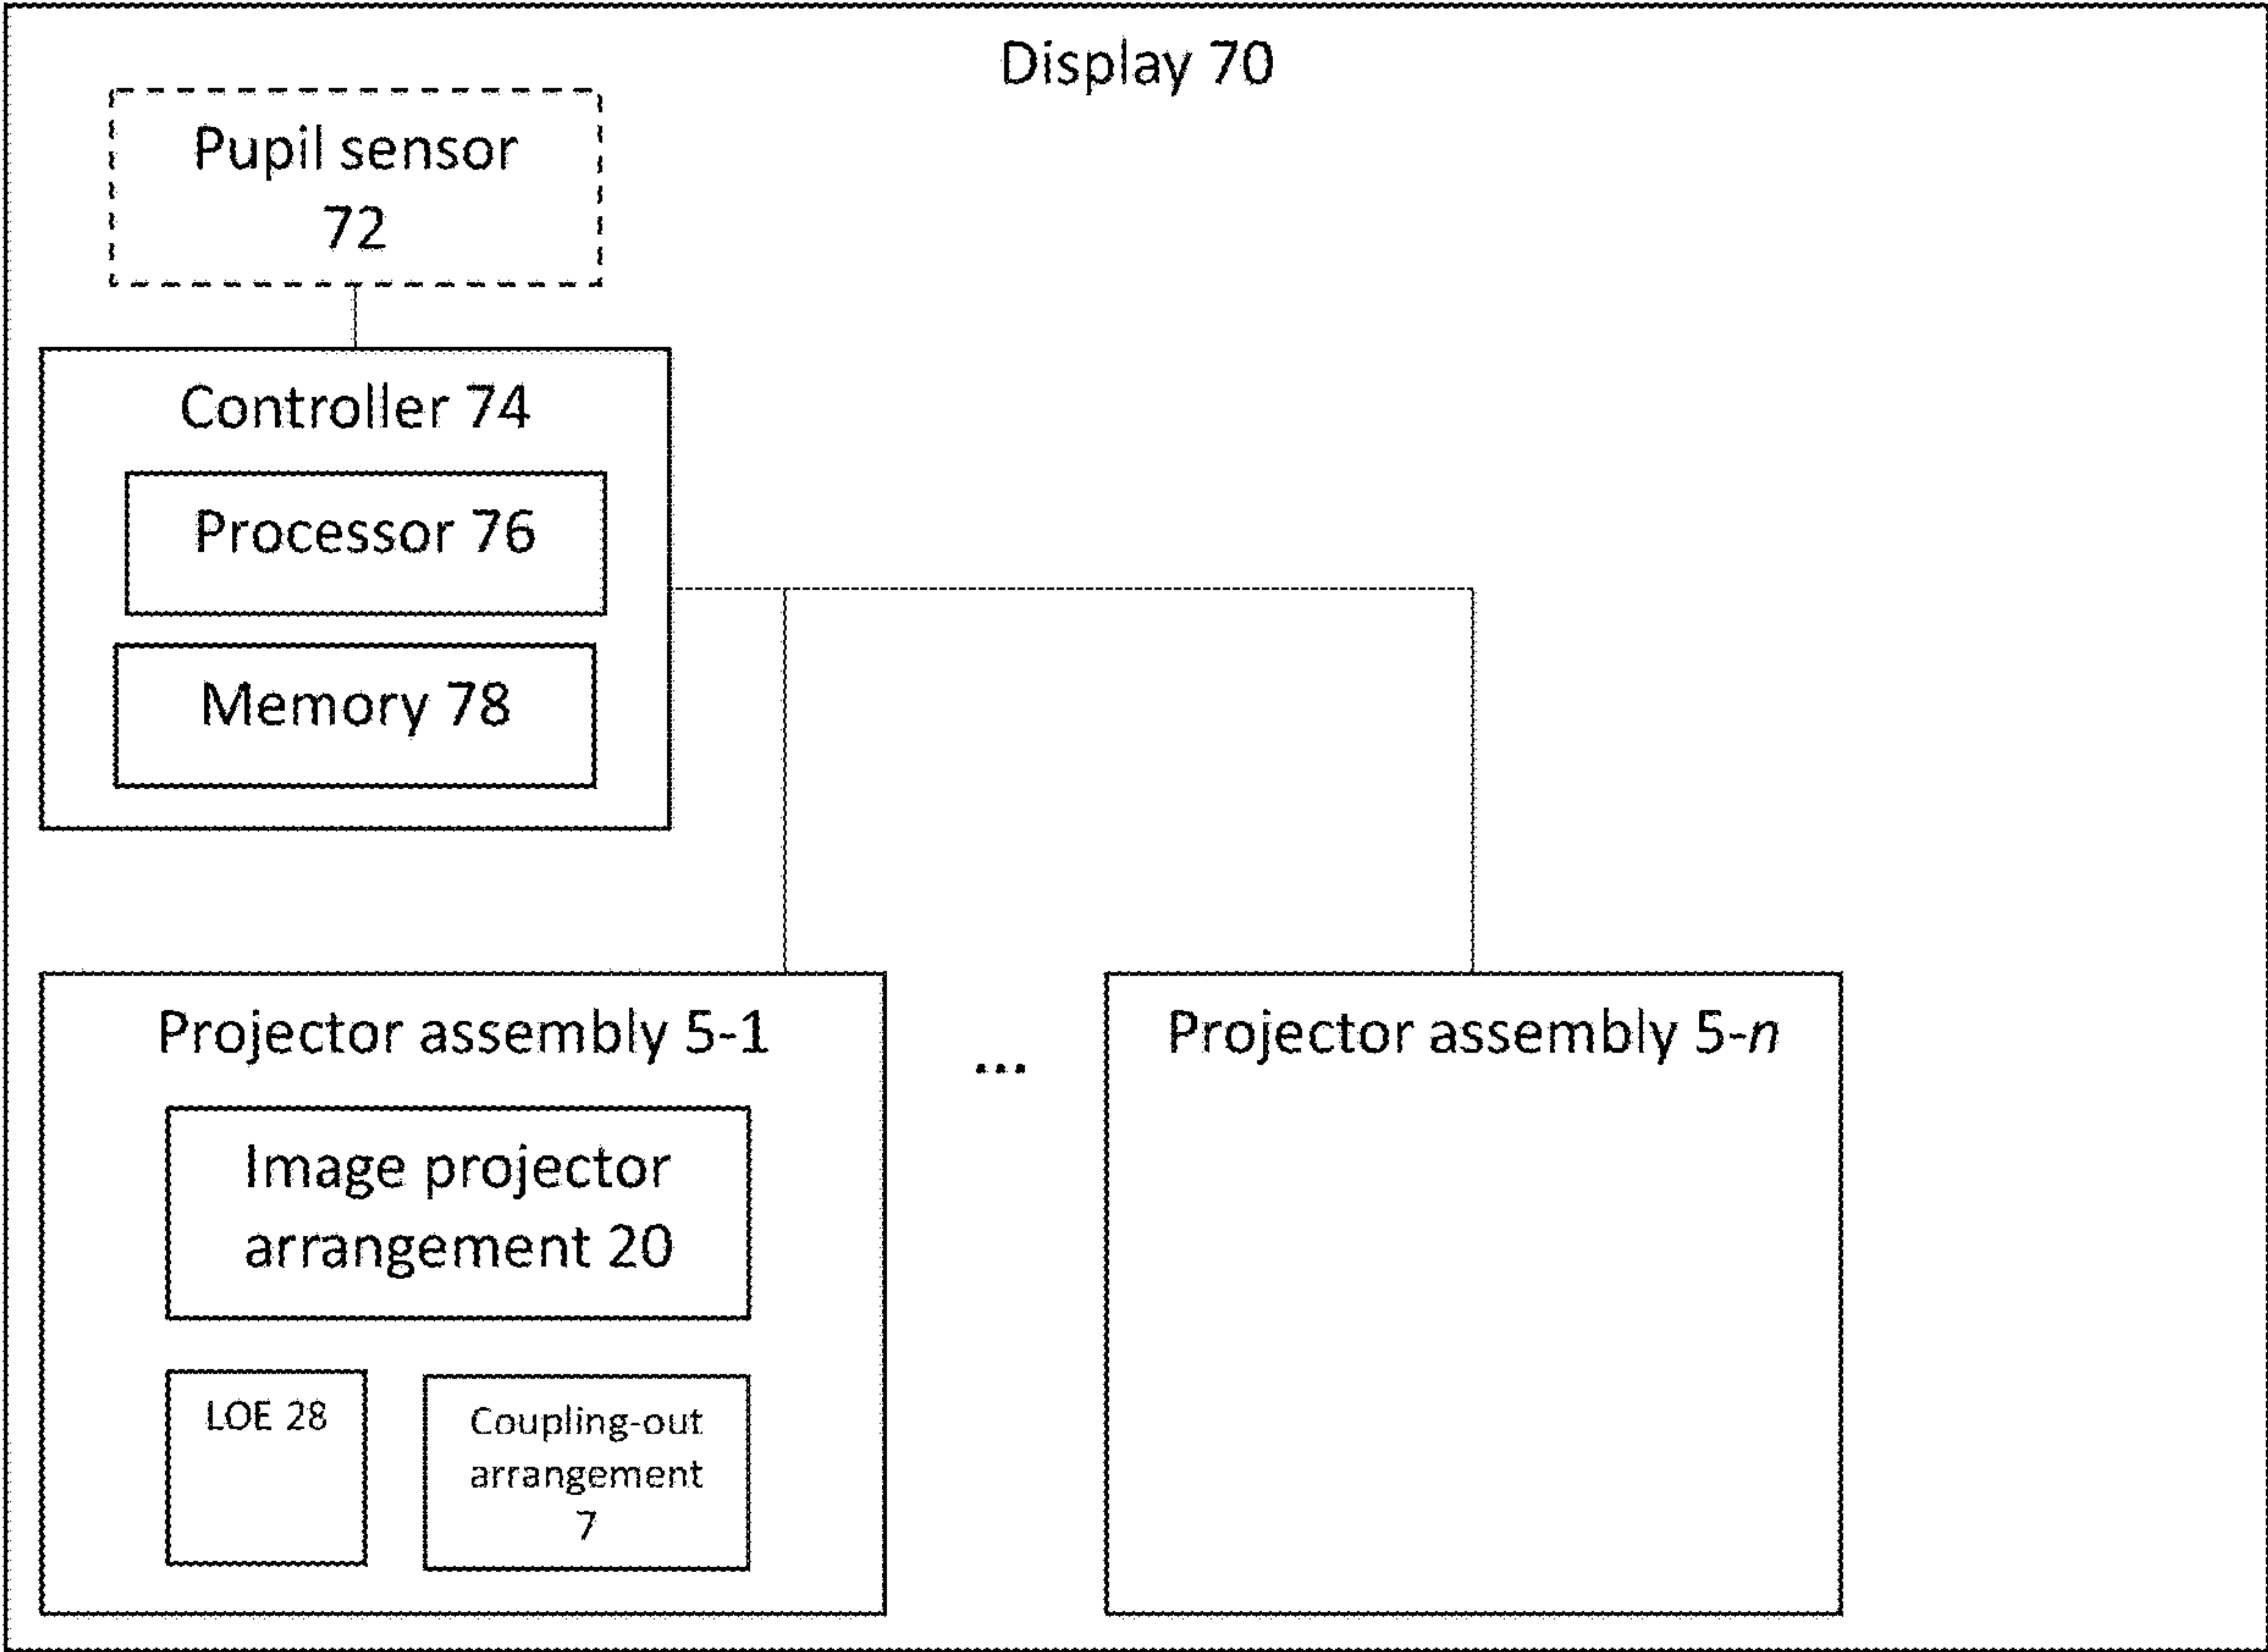 Display 70
Pupil sensor
72
Controller 74
Processor 76
Memory 78
Projector assembly 5-1
...
Projector assembly 5-n
Image projector
arrangement 20
LOE 28
Coupling-out
arrangement
7